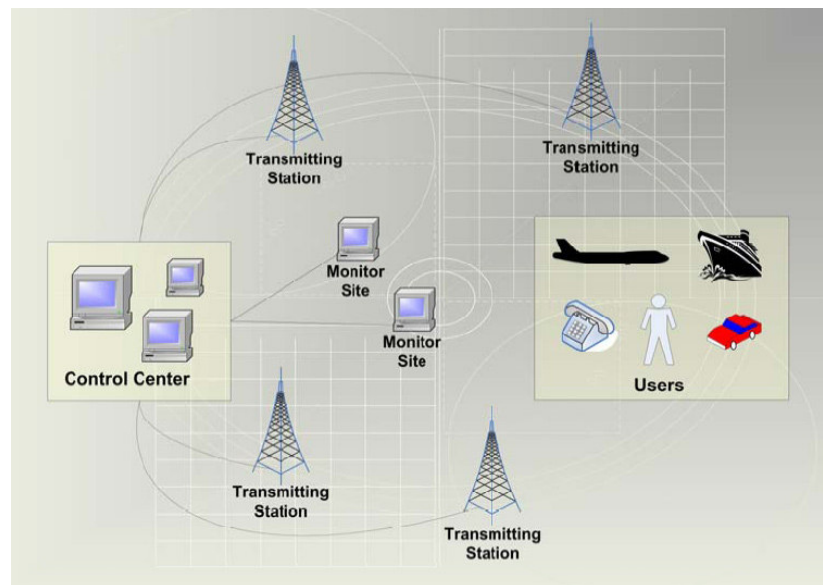 Transmitting
Station
Transmitting
Station
Monitor
Site
Monitor
Site
Control Center
Users
Transmitting
Station
Transmitting
Station